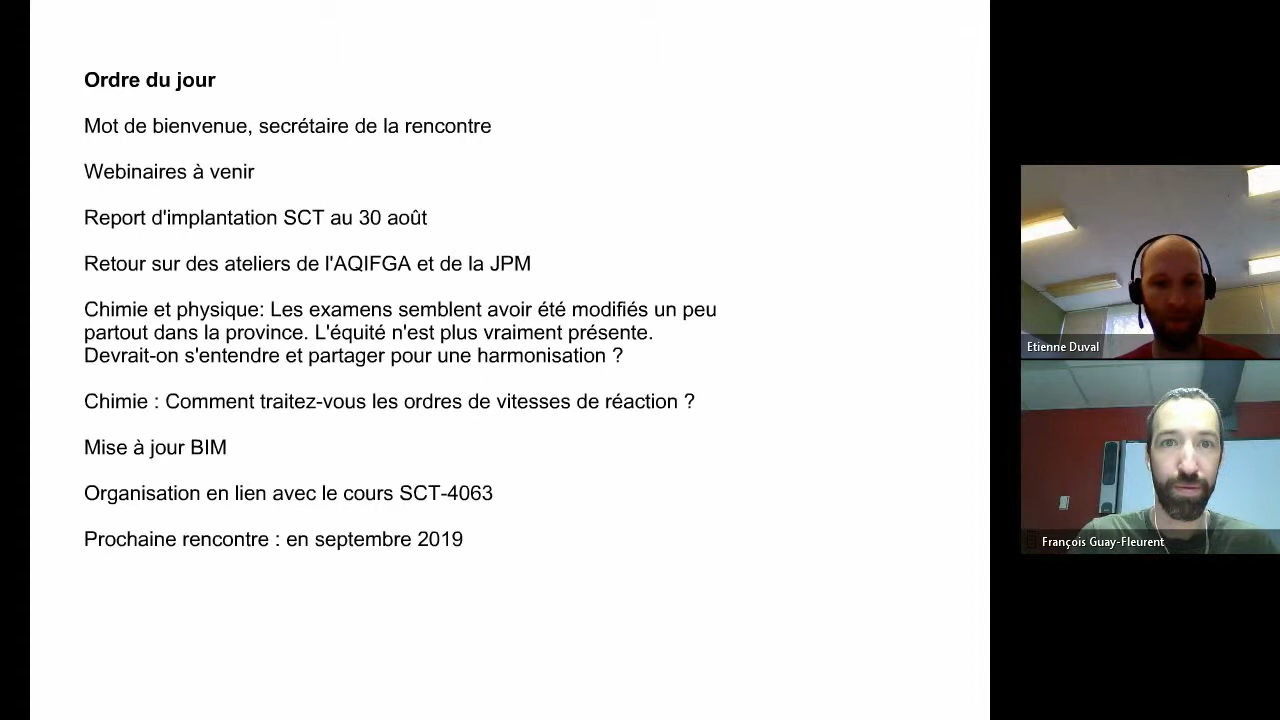 Ordre du jour
Mot de bienvenue, secrétaire de la rencontre
Webinaires à venir
Report d'implantation SCT au 30 août
Retour sur des ateliers de l'AQIFGA et de la JPM
Chimie et physique: Les examens semblent avoir été modifiés un peu
partout dans la province. L'équité n'est plus vraiment présente.
Devrait-on s'entendre et partager pour une harmonisation ?
Chimie : Comment traitez-vous les ordres de vitesses de réaction ?
Mise à jour BIM
Organisation en lien avec le cours SCT-4063
Prochaine rencontre : en septembre 2019
Etienne Duval
François Guay-Fleurent